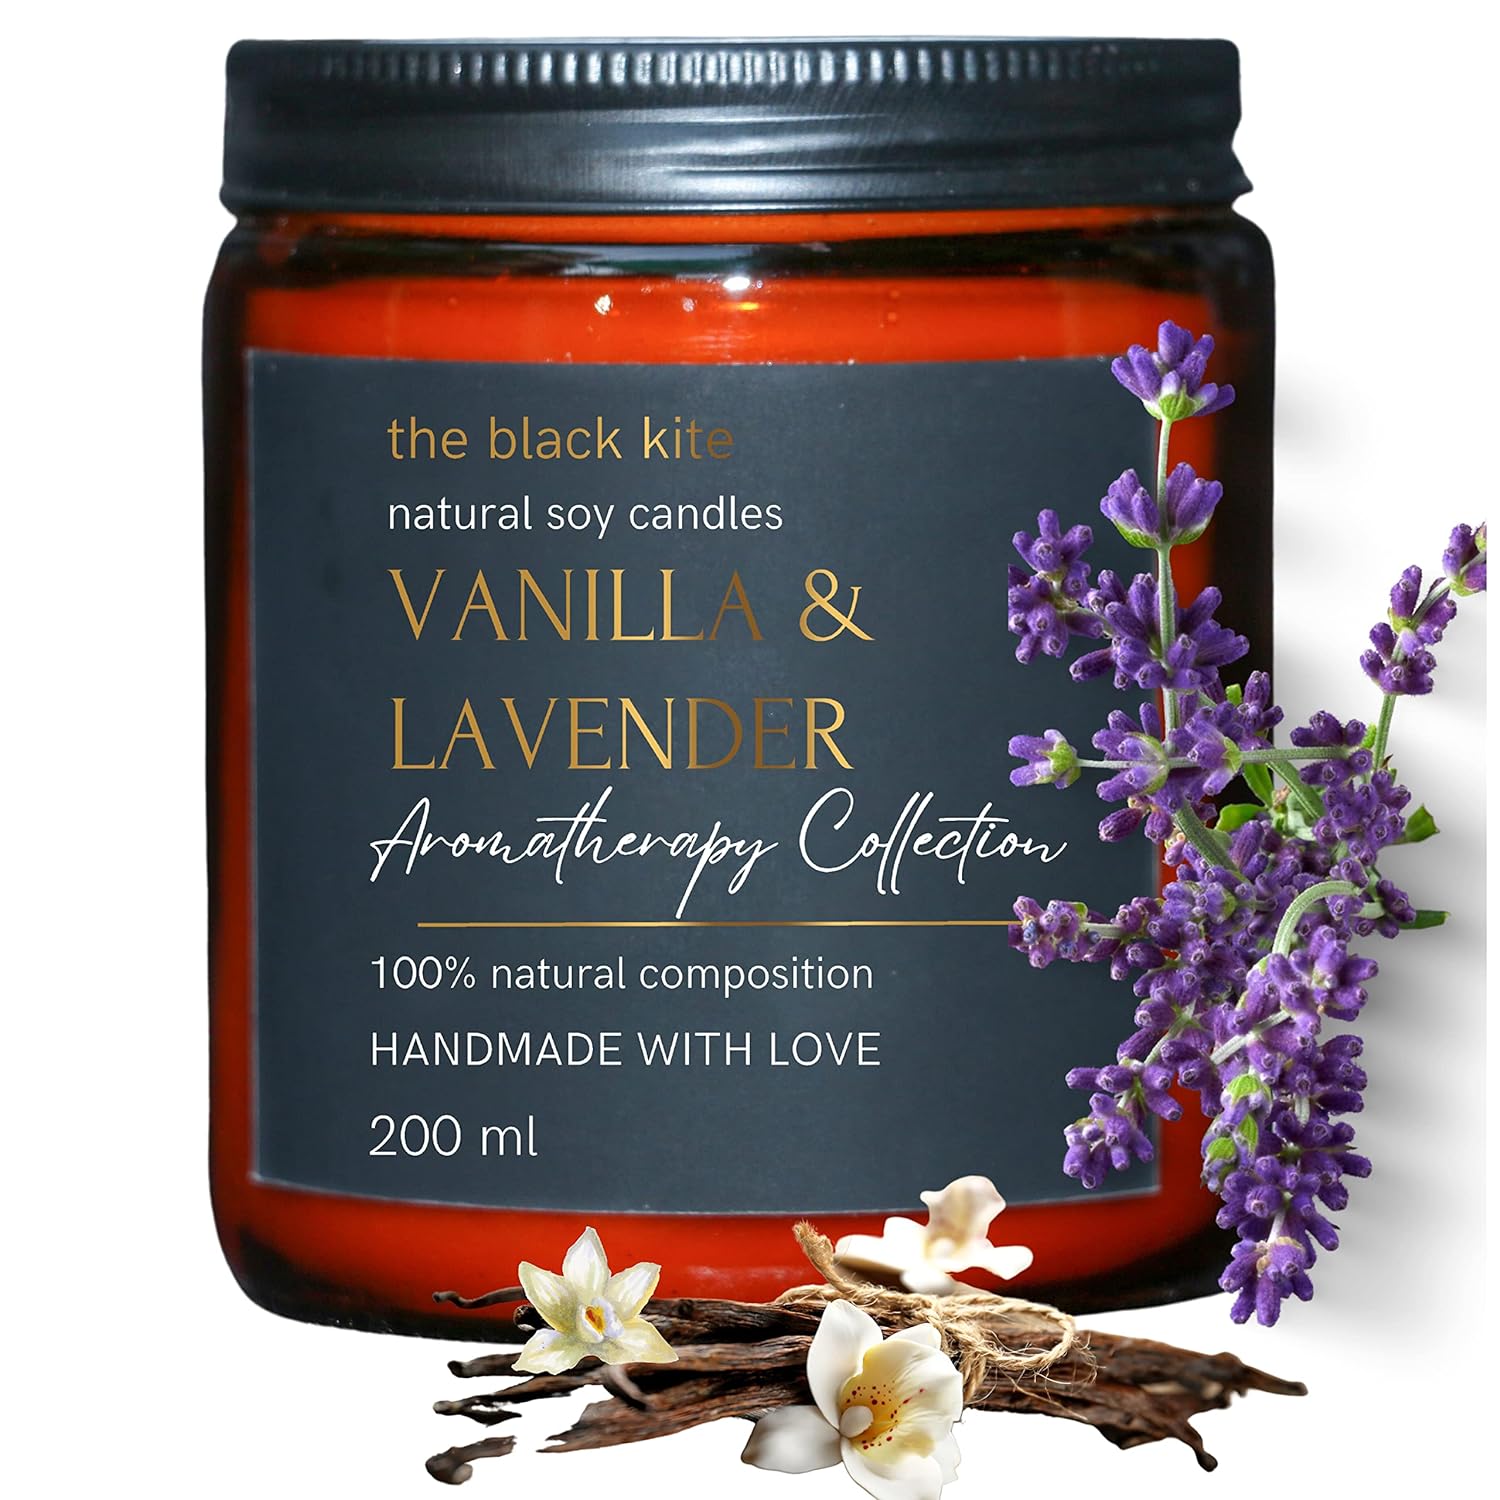 the black kite
natural soy candles
VANILLA &
LAVENDER
Aromatherapy Collection
100% natural composition
HANDMADE WITH LOVE
200 ml